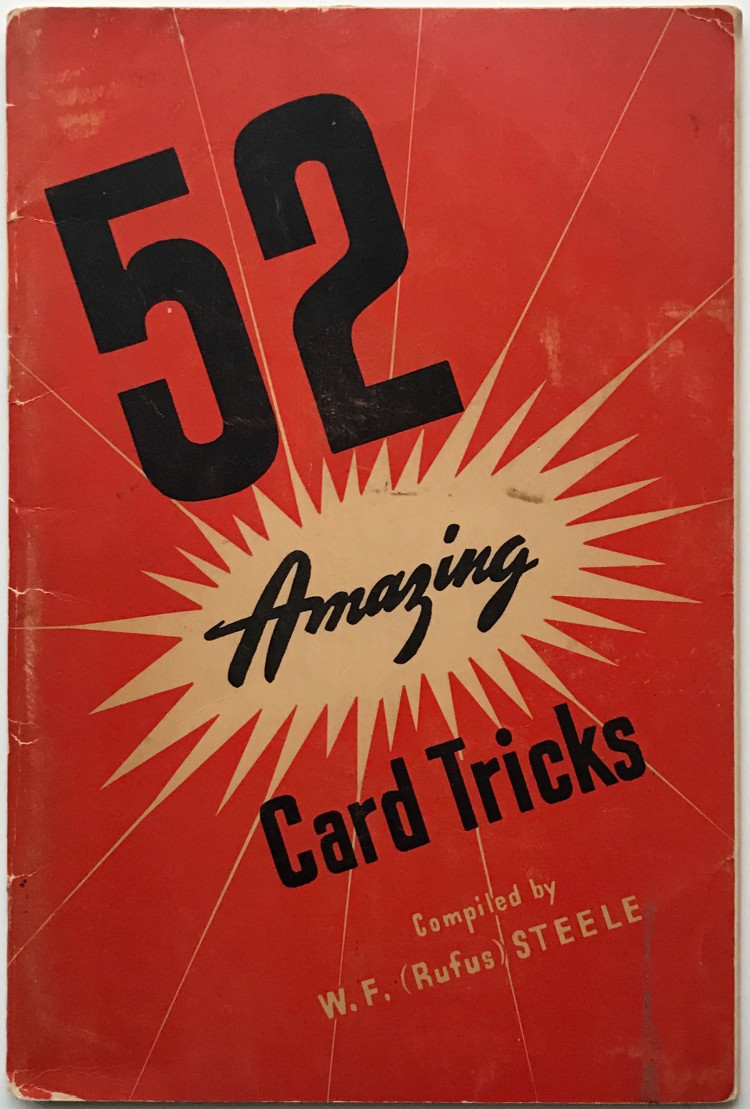 52
Amazing
Card Tricks
Compiled by
W. F. (Rufus) STEELE